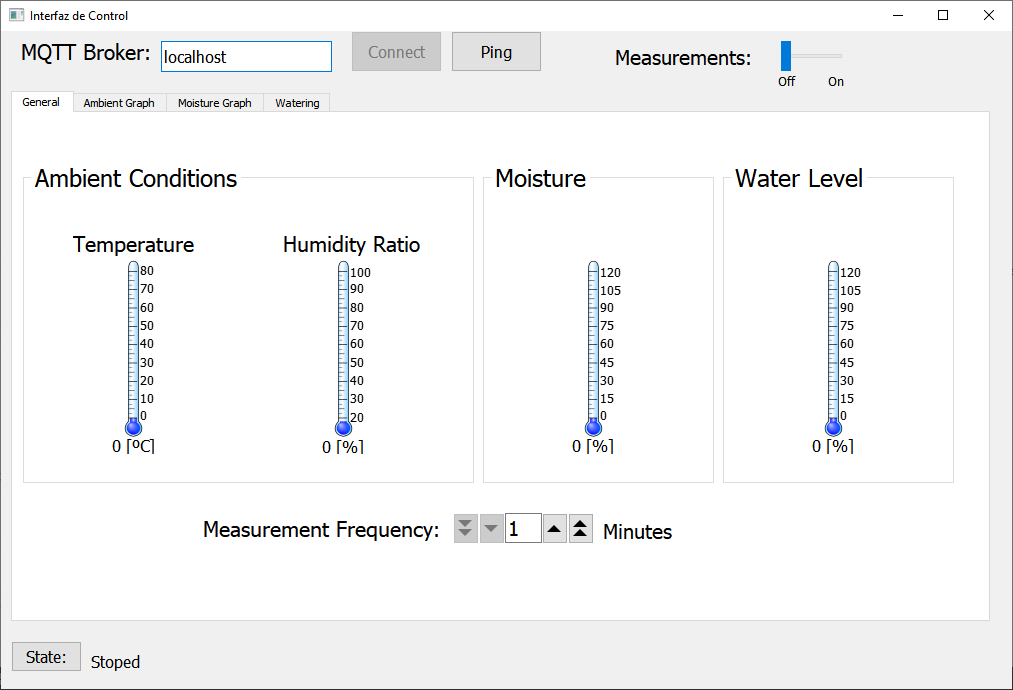 Interfaz de Control
MQTT Broker: localhost Connect Ping Measurements:
Off On
General Ambient Graph Moisture Graph Watering
Ambient Conditions Moisture Water Level
Temperature Humidity Ratio
80 100 120 120
70 90 105 105
60 80 90 90
50 70 75 75
40 60 60 60
30 50 45 45
20 40 30 30
10 30 15 15
0 20 0 0
0 [ºC] 0 [%] 0 [%] 0 [%]
Measurement Frequency: 1 Minutes
State: Stoped